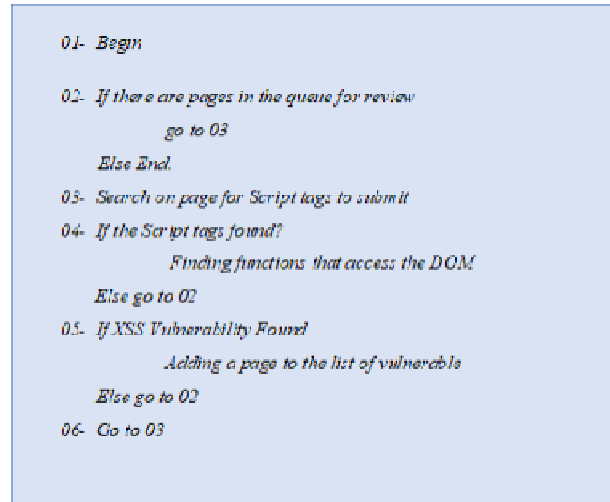 01- Begin
02- If there are pages in the queue for review
go to 03
Else End.
03- Search on page for Script tags to submit
04- If the Script tags found?
Finding functions that access the DOM
Else go to 02
05- If XSS Vulnerability Found
Adding a page to the list of vulnerable
Else go to 02
06- Go to 03